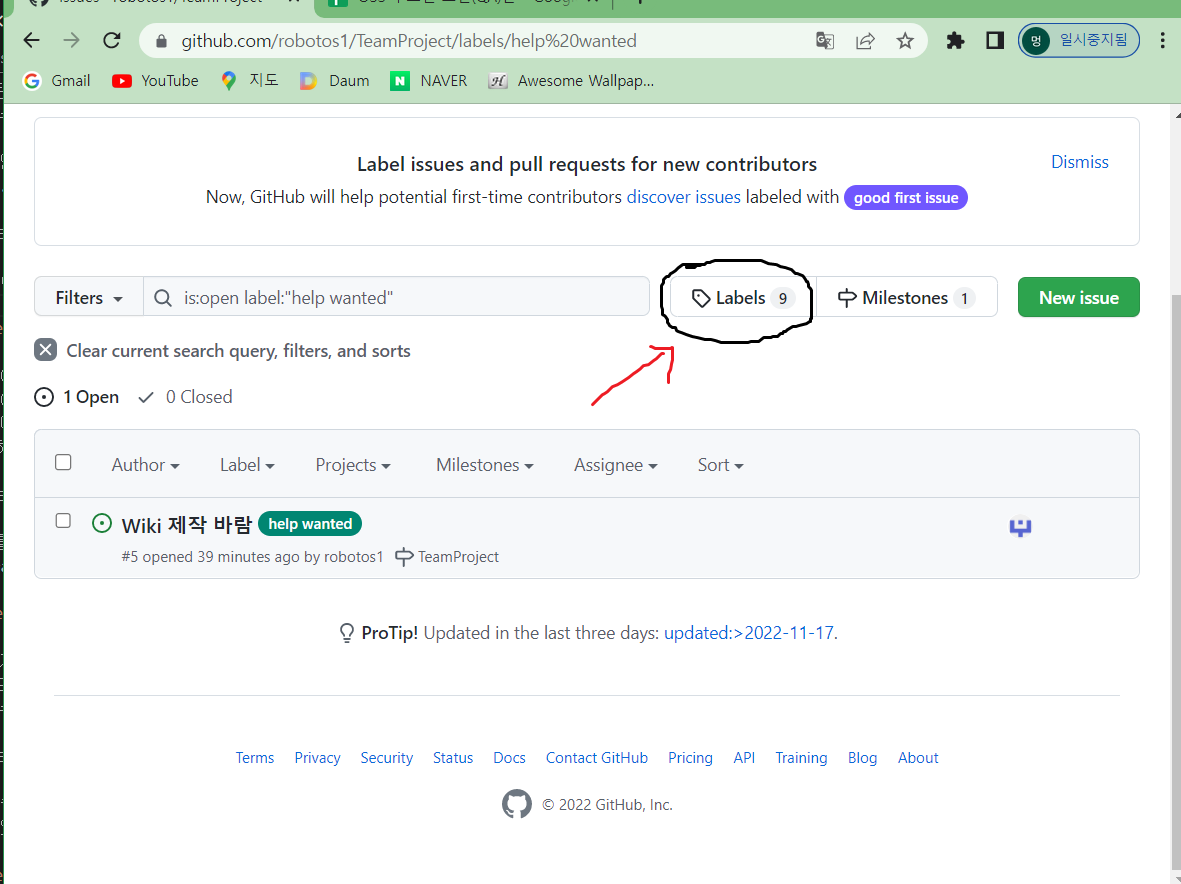 github.com/robotos1/TeamProject/labels/help%20wanted
멍 일시중지됨
Gmail YouTube 지도 Daum NAVER Awesome Wallpap...
Label issues and pull requests for new contributors
Dismiss
Now, GitHub will help potential first-time contributors discover issues labeled with good first issue
Filters is:open label:"help wanted" Labels 9 Milestones 1 New issue
Clear current search query, filters, and sorts
1 Open 0 Closed
Author Label Projects Milestones Assignee Sort
Wiki 제작 바람 help wanted
#5 opened 39 minutes ago by robotos1 TeamProject
ProTip! Updated in the last three days: updated:>2022-11-17.
Terms Privacy Security Status Docs Contact GitHub Pricing API Training Blog About
© 2022 GitHub, Inc.